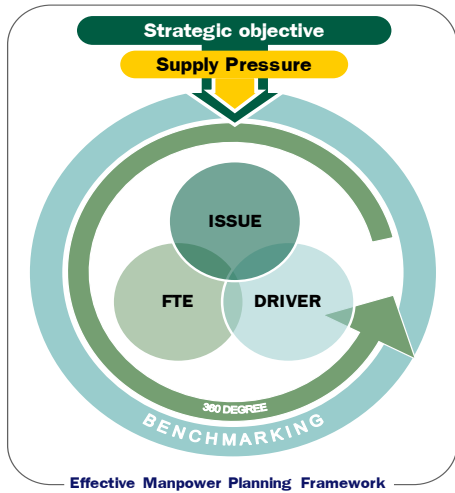 Strategic objective
Supply Pressure
ISSUE
FTE
DRIVER
360 DEGREE
BENCHMARKING
Effective Manpower Planning Framework